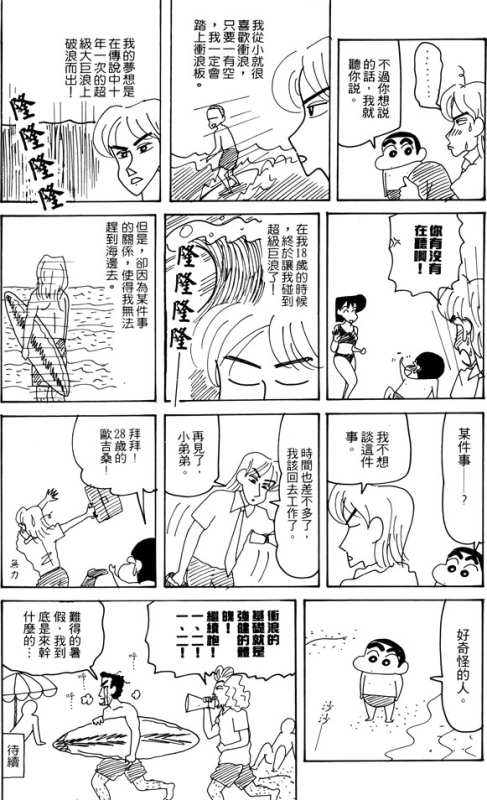 ………
不過你想說
的話，我就
聽你說。
我從小就很
喜歡衝浪，
只要一有空
，我一定會
踏上衝浪板。
我的夢想是
在傳說中十
年一次的超
級大巨浪上
破浪而出！
隆隆隆隆
你有沒有
在聽啊！
在我18歲的時候
，終於讓我碰到
超級巨浪了！
隆隆隆隆
但是，卻因為某件事
的關係，使得我無法
趕到海邊去。
某件事——？
我不想
談這件
事。
時間也差不多了，
我該回去工作了。
再見了，
小弟弟。
拜拜！
28歲的
歐吉桑！
無力
好奇怪的人。
沙沙
衝浪的
基礎就是
強健的體
魄！
繼續跑！
一、二！
一、二！
呼
呼
難得的暑
假，我到
底是來幹
什麼的…
待續